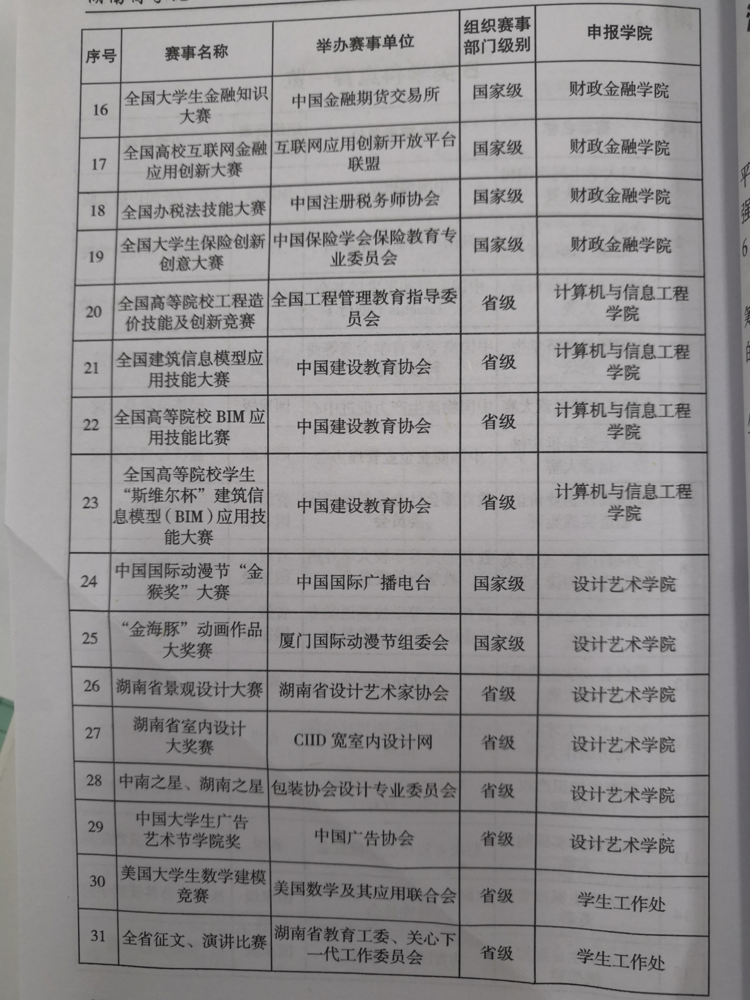 序号 赛事名称 举办赛事单位 组织赛事部门级别 申报学院
16 全国大学生金融知识大赛 中国金融期货交易所 国家级 财政金融学院
17 全国高校互联网金融应用创新大赛 互联网应用创新开放平台联盟 国家级 财政金融学院
18 全国办税法技能大赛 中国注册税务师协会 国家级 财政金融学院
19 全国大学生保险创新创意大赛 中国保险学会保险教育专业委员会 国家级 财政金融学院
20 全国高等院校工程造价技能及创新竞赛 全国工程管理教育指导委员会 省级 计算机与信息工程学院
21 全国建筑信息模型应用技能大赛 中国建设教育协会 省级 计算机与信息工程学院
22 全国高等院校 BIM 应用技能比赛 中国建设教育协会 省级 计算机与信息工程学院
23 全国高等院校学生“斯维尔杯”建筑信息模型（BIM）应用技能大赛 中国建设教育协会 省级 计算机与信息工程学院
24 中国国际动漫节“金猴奖”大赛 中国国际广播电台 国家级 设计艺术学院
25 “金海豚”动画作品大奖赛 厦门国际动漫节组委会 国家级 设计艺术学院
26 湖南省景观设计大赛 湖南省设计艺术家协会 省级 设计艺术学院
27 湖南省室内设计大奖赛 CIID 宽室内设计网 省级 设计艺术学院
28 中南之星、湖南之星 包装协会设计专业委员会 省级 设计艺术学院
29 中国大学生广告艺术节学院奖 中国广告协会 省级 设计艺术学院
30 美国大学生数学建模竞赛 美国数学及其应用联合会 省级 学生工作处
31 全省征文、演讲比赛 湖南省教育工委、关心下一代工作委员会 省级 学生工作处